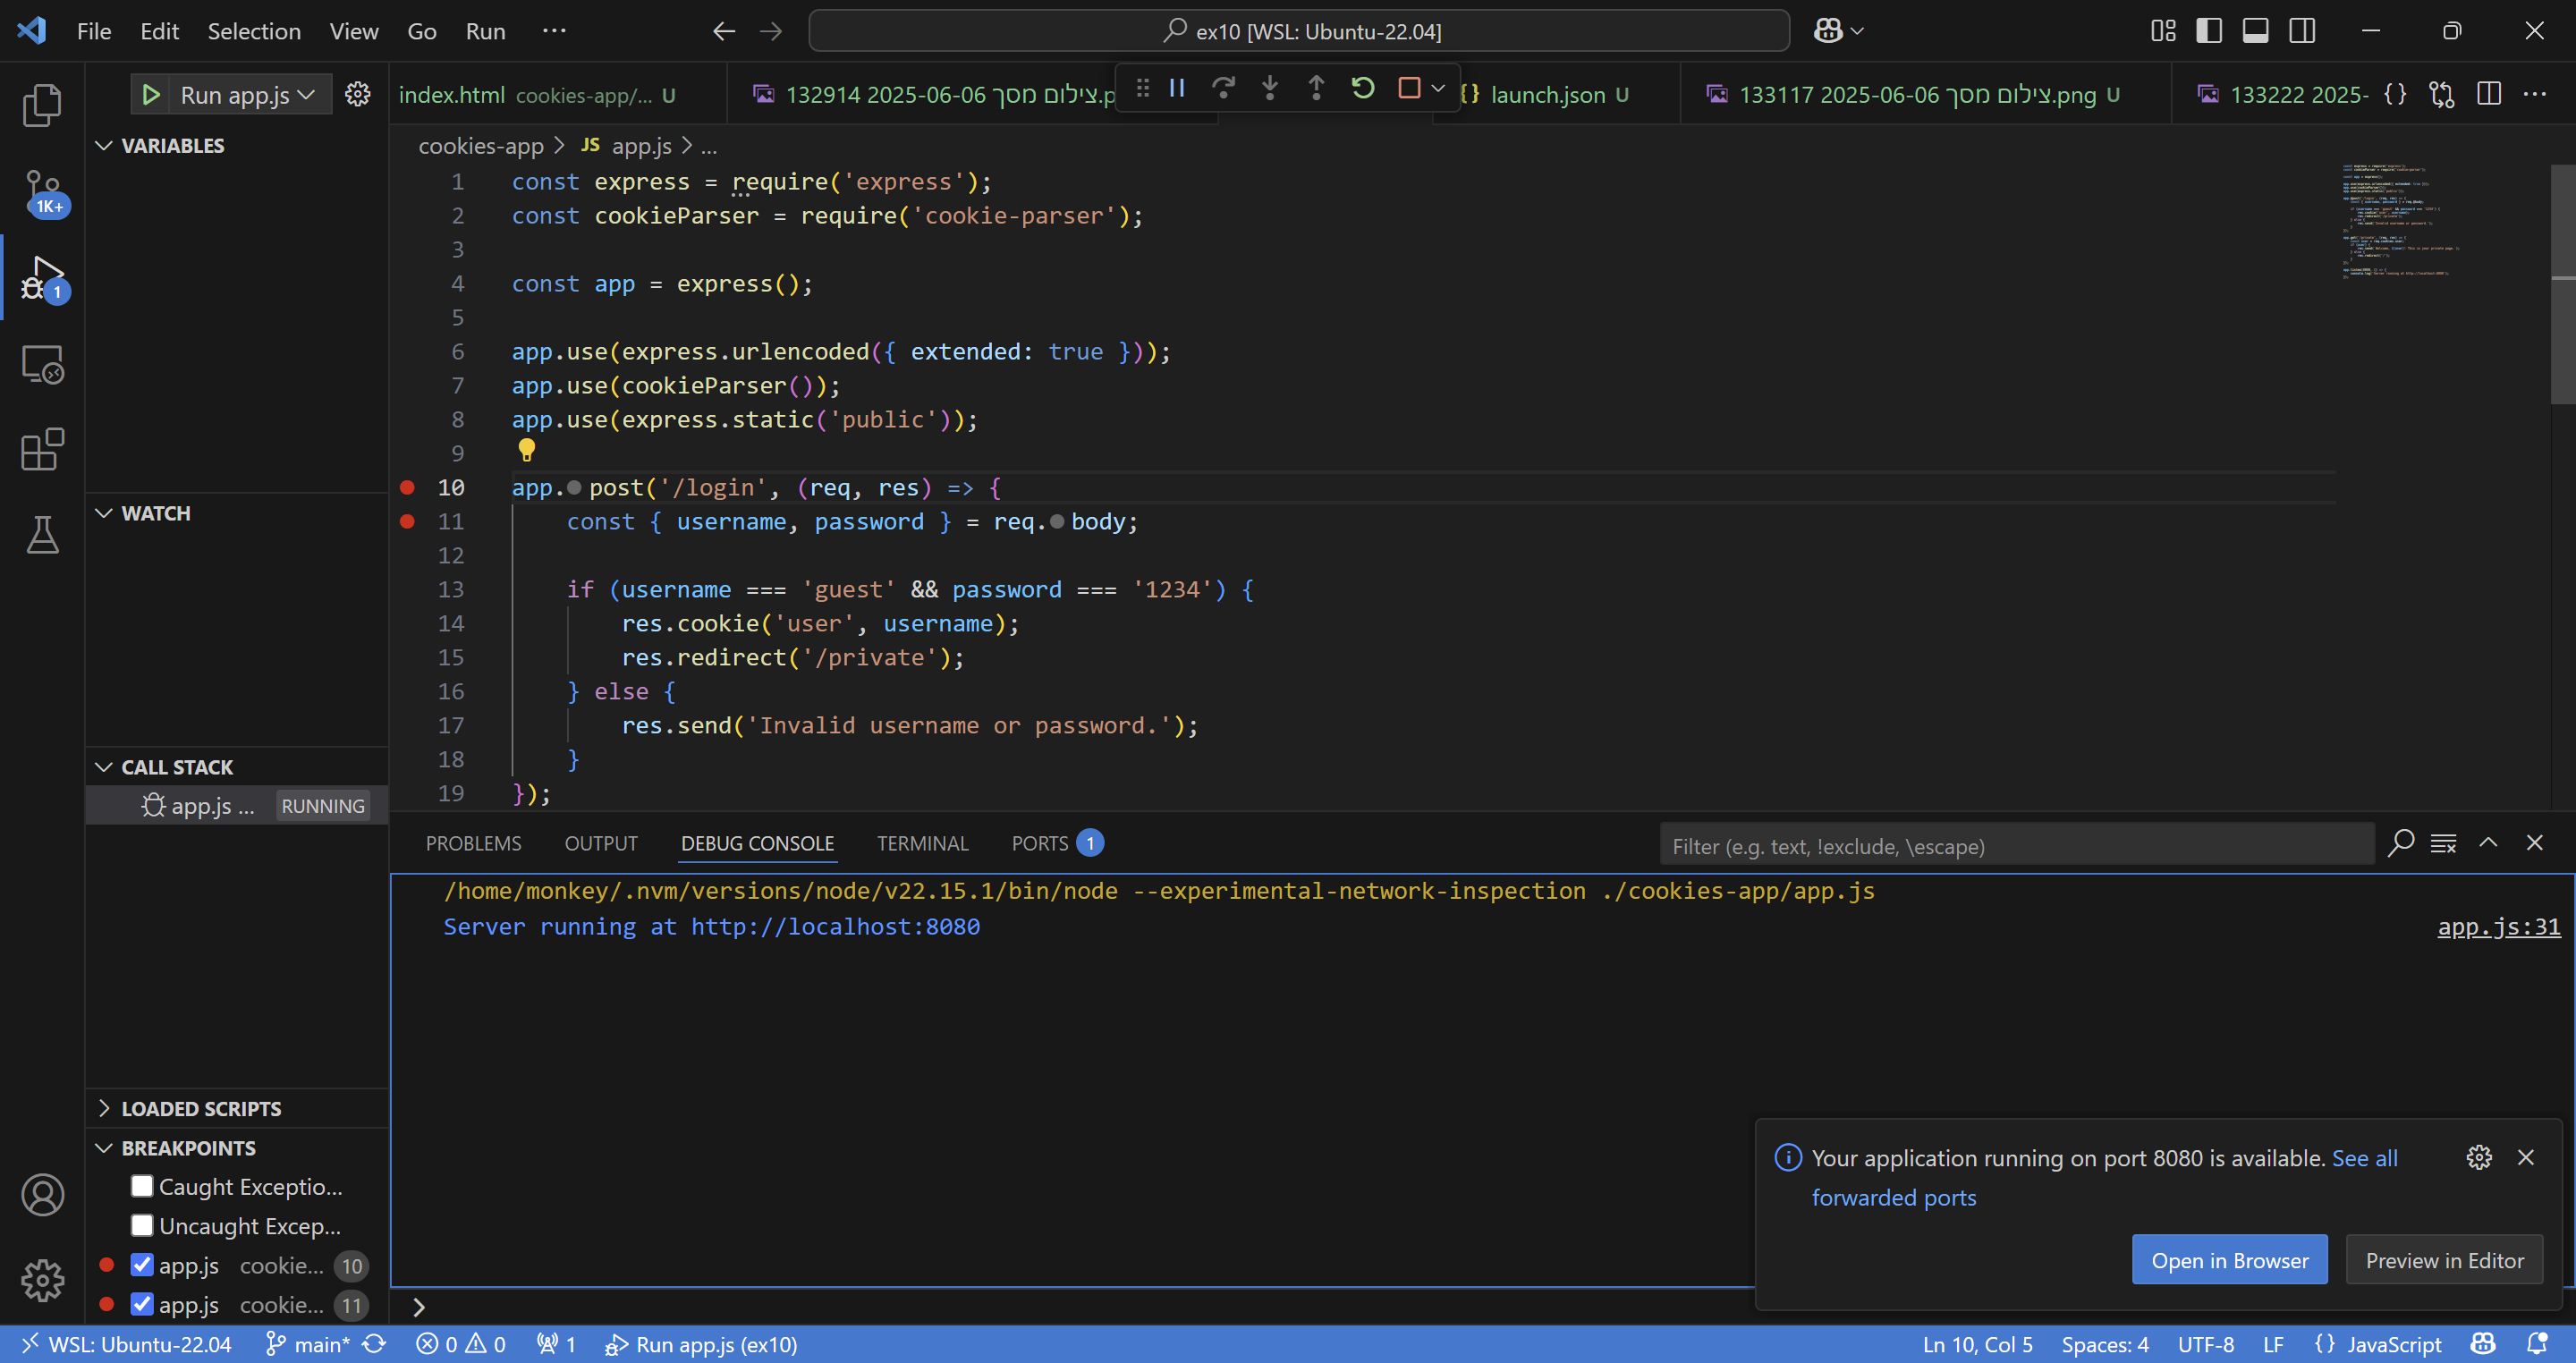 File Edit Selection View Go Run ··· ex10 [WSL: Ubuntu-22.04]
Run app.js
index.html cookies-app/... U
צילום מסך 2025-06-06 132914.p
launch.json U
צילום מסך 2025-06-06 133117.png U
133222 2025-
VARIABLES
WATCH
CALL STACK
app.js ... RUNNING
LOADED SCRIPTS
BREAKPOINTS
Caught Exceptio...
Uncaught Excep...
app.js cookie... 10
app.js cookie... 11
1K+
1
cookies-app > JS app.js > ...
1 const express = require('express');
2 const cookieParser = require('cookie-parser');
3
4 const app = express();
5
6 app.use(express.urlencoded({ extended: true }));
7 app.use(cookieParser());
8 app.use(express.static('public'));
9
10 app.post('/login', (req, res) => {
11 const { username, password } = req.body;
12
13 if (username === 'guest' && password === '1234') {
14 res.cookie('user', username);
15 res.redirect('/private');
16 } else {
17 res.send('Invalid username or password.');
18 }
19 });
PROBLEMS OUTPUT DEBUG CONSOLE TERMINAL PORTS 1
Filter (e.g. text, !exclude, \escape)
/home/monkey/.nvm/versions/node/v22.15.1/bin/node --experimental-network-inspection ./cookies-app/app.js
Server running at http://localhost:8080 app.js:31
Your application running on port 8080 is available. See all
forwarded ports
Open in Browser Preview in Editor
WSL: Ubuntu-22.04 main* 0 0 1 Run app.js (ex10) Ln 10, Col 5 Spaces: 4 UTF-8 LF {} JavaScript